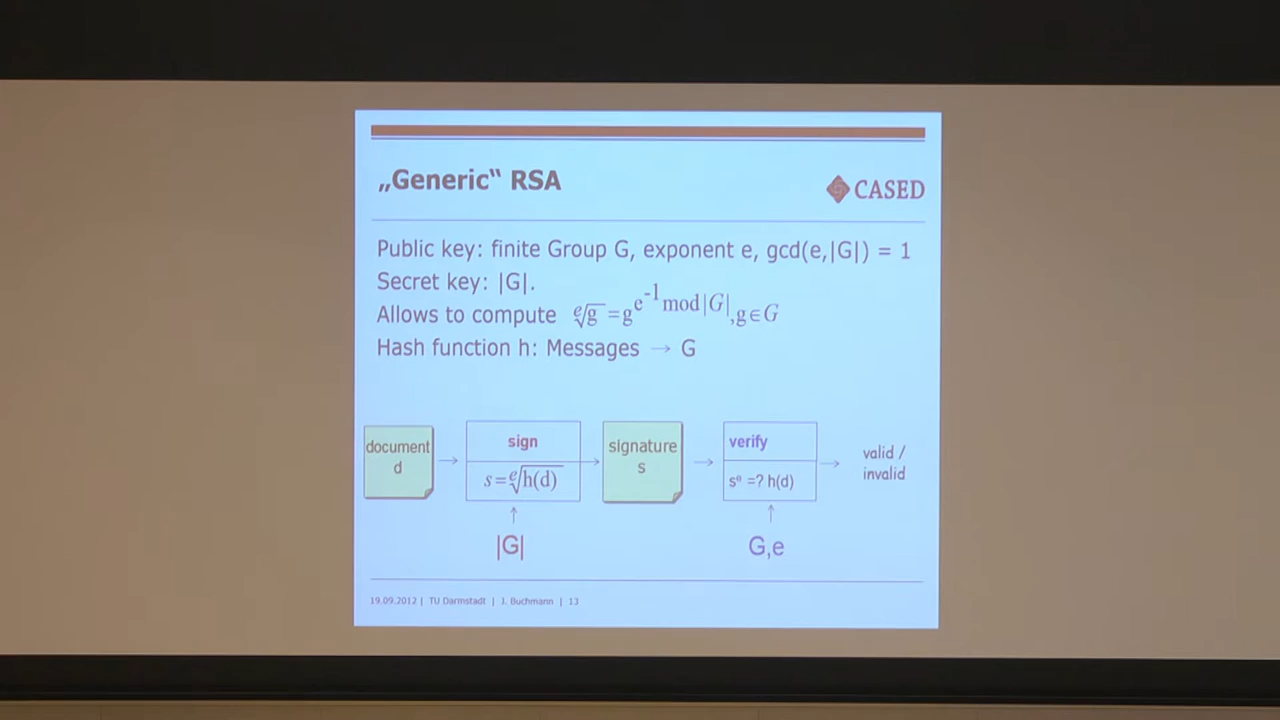 „Generic“ RSA
CASED
Public key: finite Group G, exponent e, gcd(e,|G|) = 1
Secret key: |G|.
Allows to compute ᵉ√g = g^(e^-1 mod|G|), g∈G
Hash function h: Messages → G
document
d
→
sign
s = ᵉ√h(d)
→
signature
s
→
verify
sᵉ =? h(d)
→
valid /
invalid
↑
|G|
↑
G,e
19.09.2012 | TU Darmstadt | J. Buchmann | 13